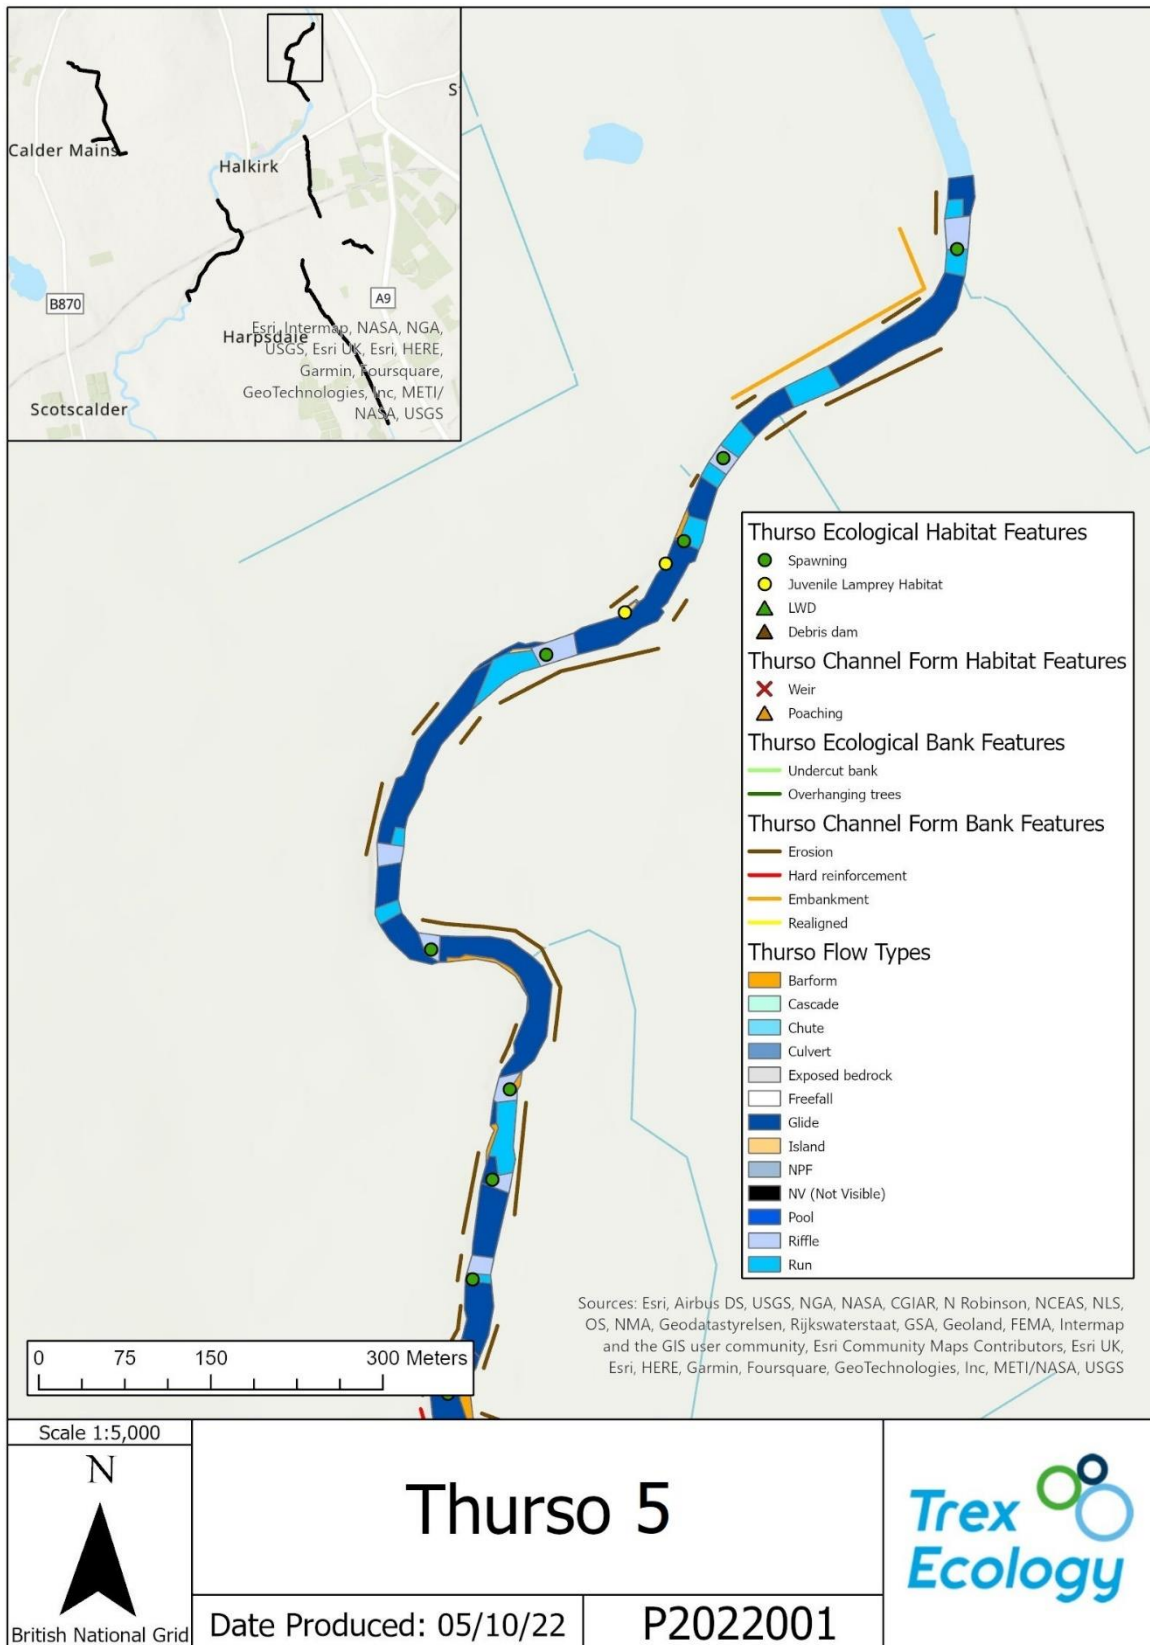 Calder Mains
Halkirk
S
B870
A9
Harpsdale
Scotscalder
Esri, Intermap, NASA, NGA,
USGS, Esri UK, Esri, HERE,
Garmin, Foursquare,
GeoTechnologies, Inc, METI/
NASA, USGS
Thurso Ecological Habitat Features
Spawning
Juvenile Lamprey Habitat
LWD
Debris dam
Thurso Channel Form Habitat Features
Weir
Poaching
Thurso Ecological Bank Features
Undercut bank
Overhanging trees
Thurso Channel Form Bank Features
Erosion
Hard reinforcement
Embankment
Realigned
Thurso Flow Types
Barform
Cascade
Chute
Culvert
Exposed bedrock
Freefall
Glide
Island
NPF
NV (Not Visible)
Pool
Riffle
Run
Sources: Esri, Airbus DS, USGS, NGA, NASA, CGIAR, N Robinson, NCEAS, NLS,
OS, NMA, Geodatastyrelsen, Rijkswaterstaat, GSA, Geoland, FEMA, Intermap
and the GIS user community, Esri Community Maps Contributors, Esri UK,
Esri, HERE, Garmin, Foursquare, GeoTechnologies, Inc, METI/NASA, USGS
0 75 150 300 Meters
Scale 1:5,000
N
British National Grid
Thurso 5
Date Produced: 05/10/22
P2022001
Trex
Ecology